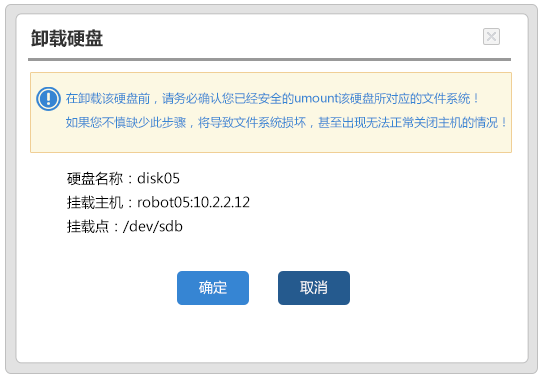 卸载硬盘
在卸载该硬盘前，请务必确认您已经安全的umount该硬盘所对应的文件系统！
如果您不慎缺少此步骤，将导致文件系统损坏，甚至出现无法正常关闭主机的情况！
硬盘名称：disk05
挂载主机：robot05:10.2.2.12
挂载点：/dev/sdb
确定
取消